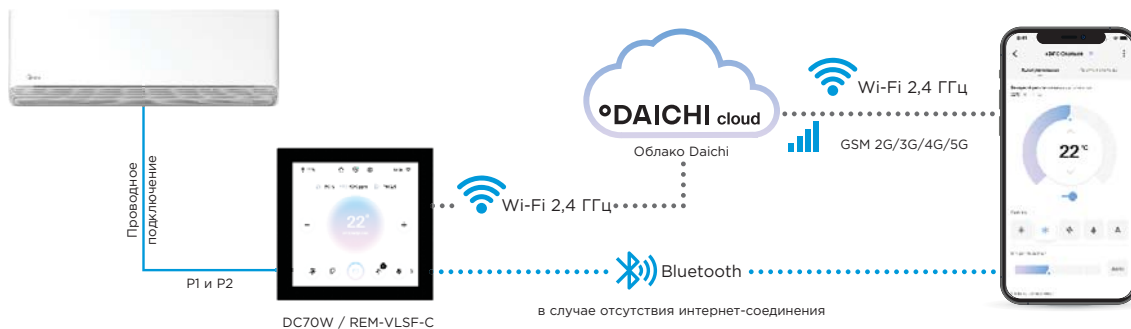 Проводное
подключение
P1 и P2
22°
DC70W / REM-VLSF-C
Wi-Fi 2,4 ГГц
°DAICHI cloud
Облако Daichi
Wi-Fi 2,4 ГГц
GSM 2G/3G/4G/5G
Bluetooth
в случае отсутствия интернет-соединения
22 °C